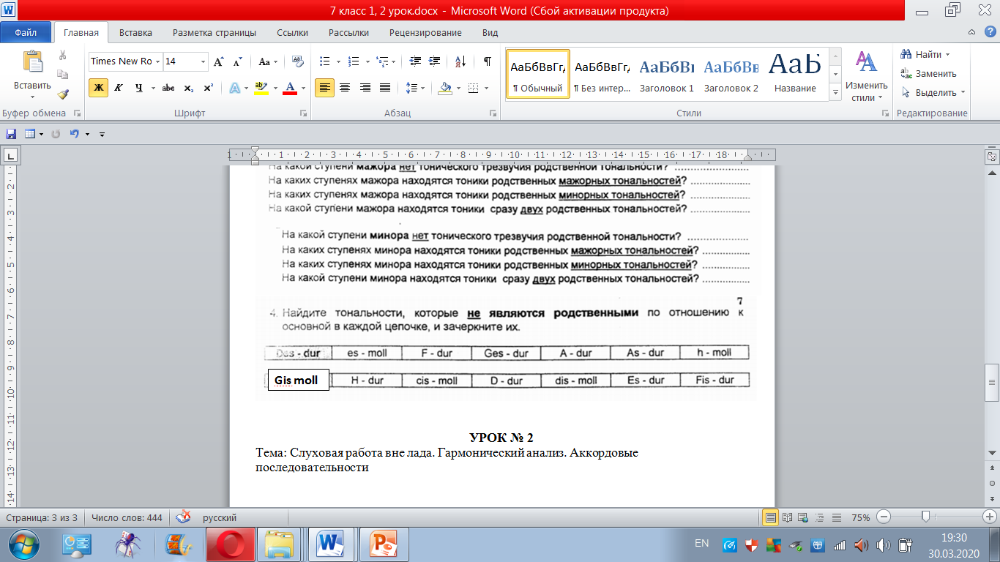 7 класс 1, 2 урок.docx - Microsoft Word (Сбой активации продукта)
Файл Главная Вставка Разметка страницы Ссылки Рассылки Рецензирование Вид
Times New Ro 14 Aa
Вставить
Ж К Ч abc x₂ x² A ab A
АаБбВвГг, АаБбВвГг, АаБбВı АаБбВв АаБ
¶ Обычный ¶ Без интер... Заголовок 1 Заголовок 2 Название
Изменить стили
Найти
Заменить
Выделить
Буфер обмена Шрифт Абзац Стили Редактирование
1 1 2 3 4 5 6 7 8 9 10 11 12 13 14 15 16 17 18
На какой ступени мажора нет тонического трезвучия родственной тональности? ....................
На каких ступенях мажора находятся тоники родственных мажорных тональностей? ....................
На каких ступенях мажора находятся тоники родственных минорных тональностей? ....................
На какой ступени мажора находятся тоники сразу двух родственных тональностей? ....................
На какой ступени минора нет тонического трезвучия родственной тональности? ....................
На каких ступенях минора находятся тоники родственных мажорных тональностей? ................
На каких ступенях минора находятся тоники родственных минорных тональностей? ................
На какой ступени минора находятся тоники сразу двух родственных тональностей? ................
7
4. Найдите тональности, которые не являются родственными по отношению к
основной в каждой цепочке, и зачеркните их.
Des - dur es - moll F - dur Ges - dur A - dur As - dur h - moll
Gis moll H - dur cis - moll D - dur dis - moll Es - dur Fis - dur
УРОК № 2
Тема: Слуховая работа вне лада. Гармонический анализ. Аккордовые
последовательности
Страница: 3 из 3 Число слов: 444 русский 75%
EN 19:30
30.03.2020